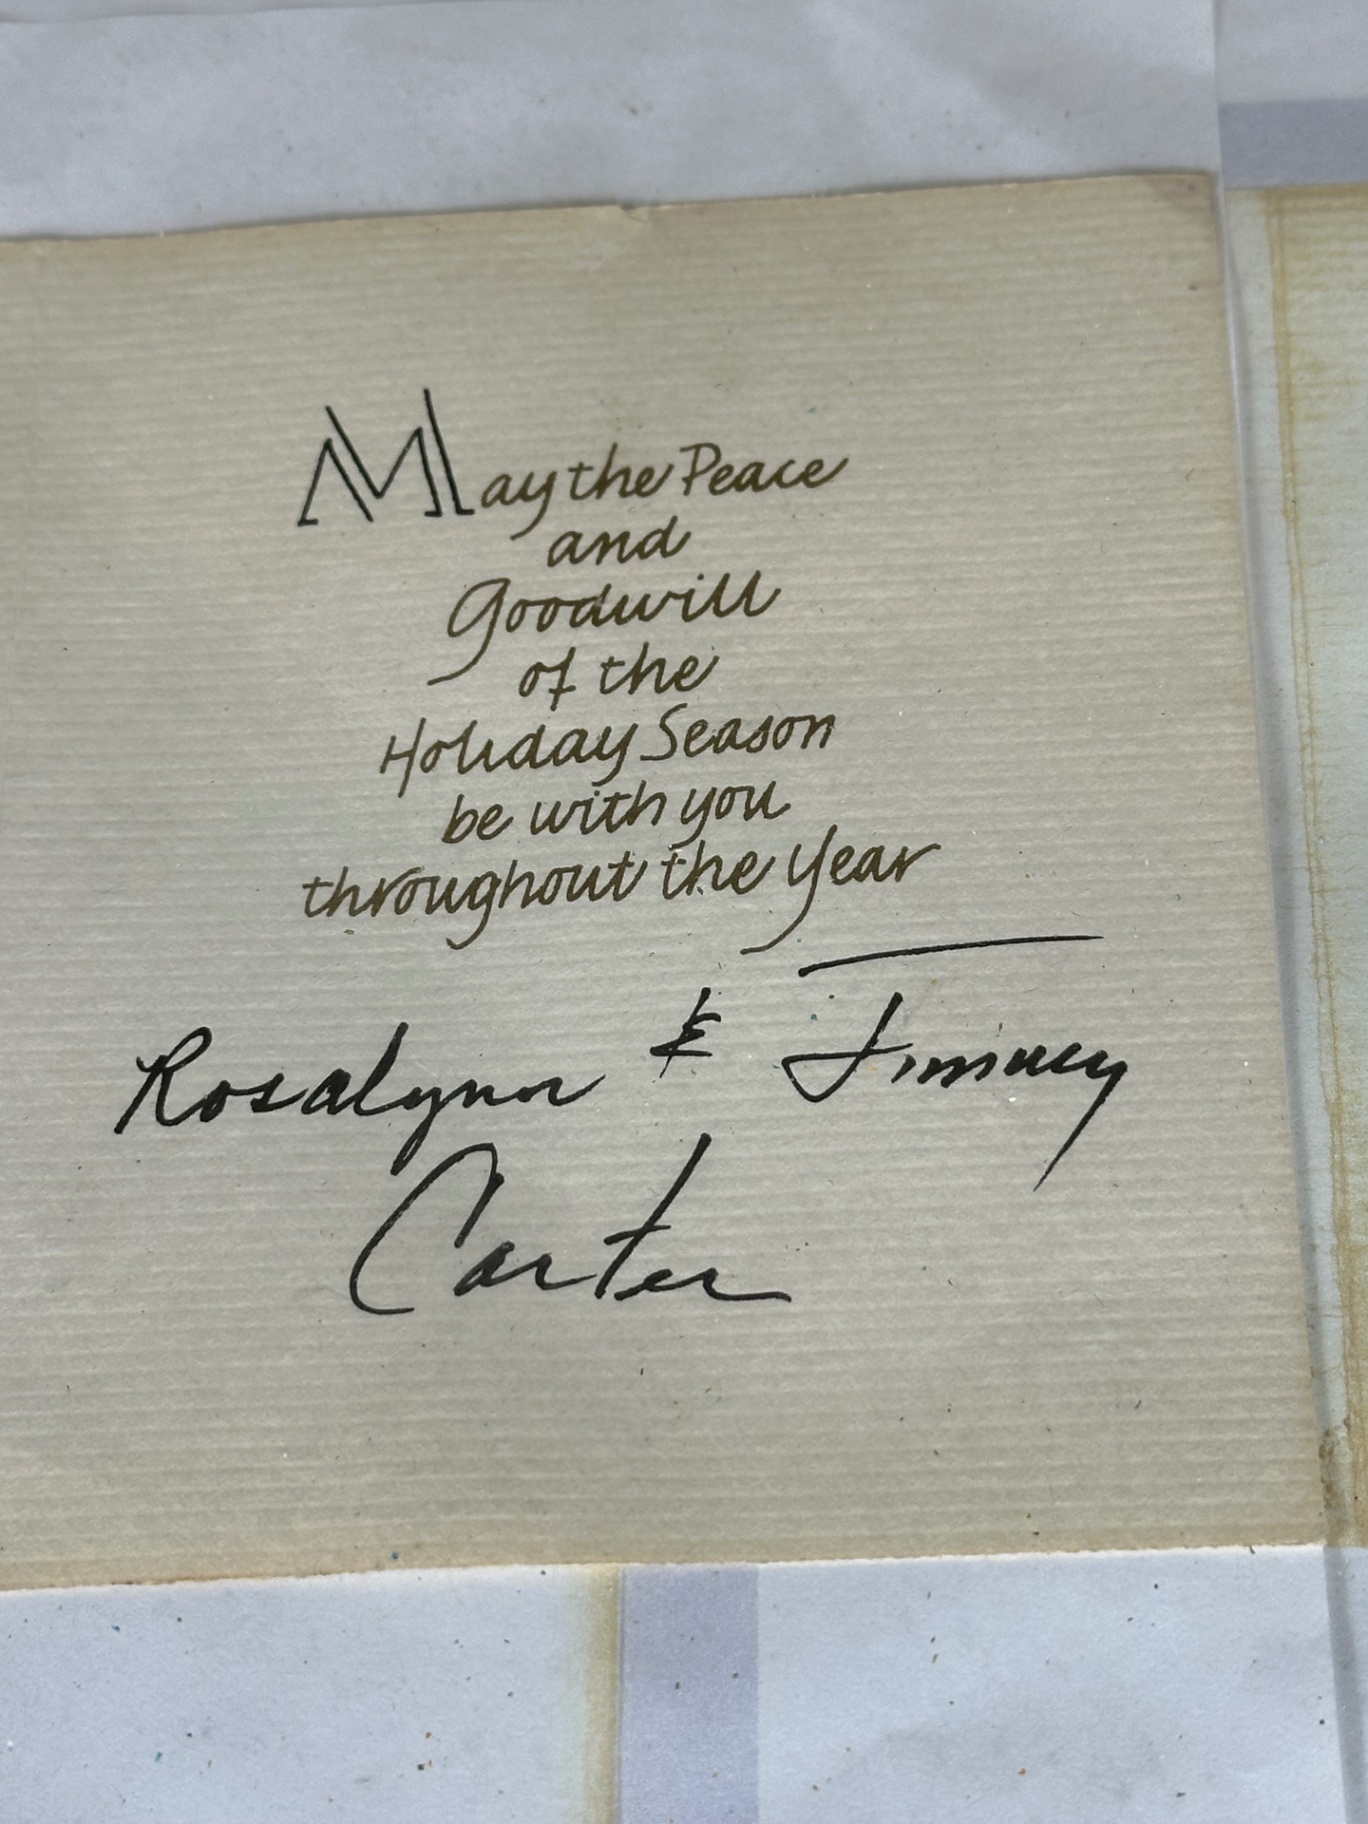 May the Peace
and
Goodwill
of the
Holiday Season
be with you
throughout the Year
Rosalynn & Jimmy
Carter